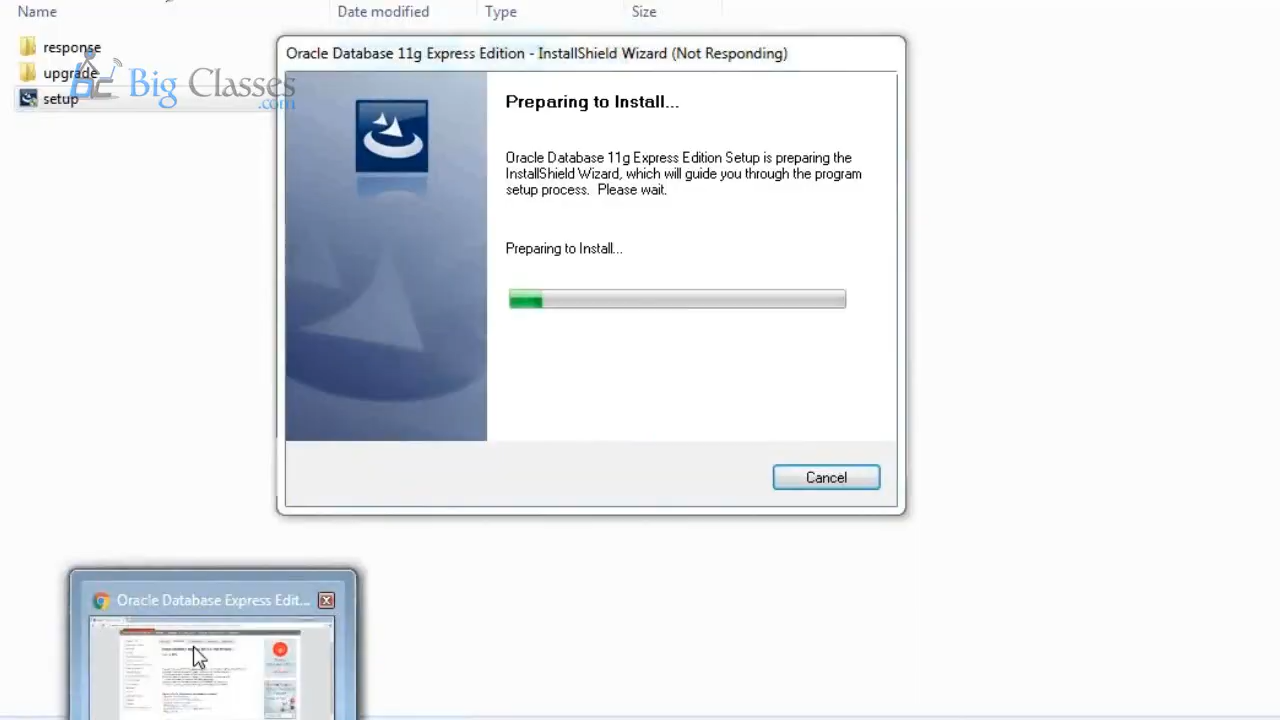 Name Date modified Type Size
response
upgrade
setup
Big Classes
.com
Oracle Database 11g Express Edition - InstallShield Wizard (Not Responding)
Preparing to Install...
Oracle Database 11g Express Edition Setup is preparing the
InstallShield Wizard, which will guide you through the program
setup process. Please wait.
Preparing to Install...
Cancel
Oracle Database Express Edit...